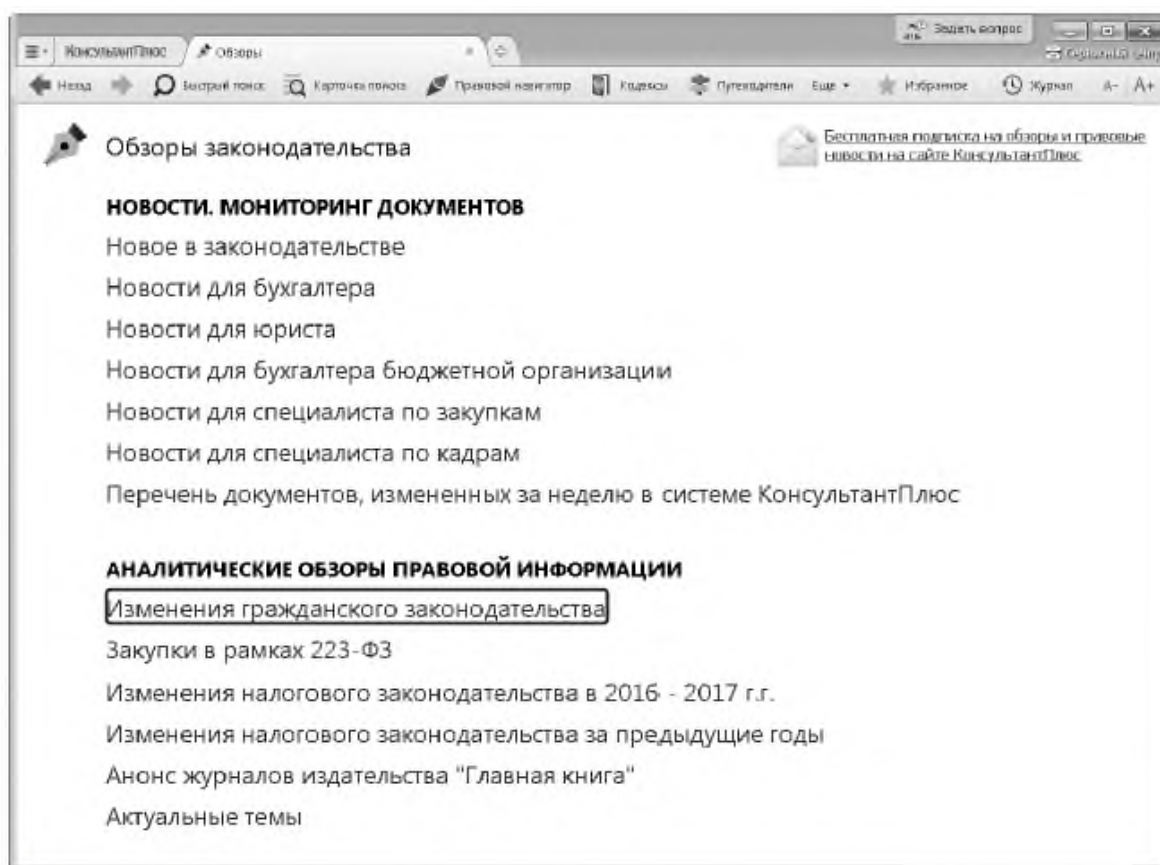 Задать вопрос
КонсультантПлюс Обзоры
Назад Быстрый поиск Карточка поиска Правовой навигатор Кодексы Путеводители Еще Избранное Журнал А- А+
Обзоры законодательства
Бесплатная подписка на обзоры и правовые
новости на сайте КонсультантПлюс
НОВОСТИ. МОНИТОРИНГ ДОКУМЕНТОВ
Новое в законодательстве
Новости для бухгалтера
Новости для юриста
Новости для бухгалтера бюджетной организации
Новости для специалиста по закупкам
Новости для специалиста по кадрам
Перечень документов, измененных за неделю в системе КонсультантПлюс
АНАЛИТИЧЕСКИЕ ОБЗОРЫ ПРАВОВОЙ ИНФОРМАЦИИ
Изменения гражданского законодательства
Закупки в рамках 223-ФЗ
Изменения налогового законодательства в 2016 - 2017 г.г.
Изменения налогового законодательства за предыдущие годы
Анонс журналов издательства "Главная книга"
Актуальные темы